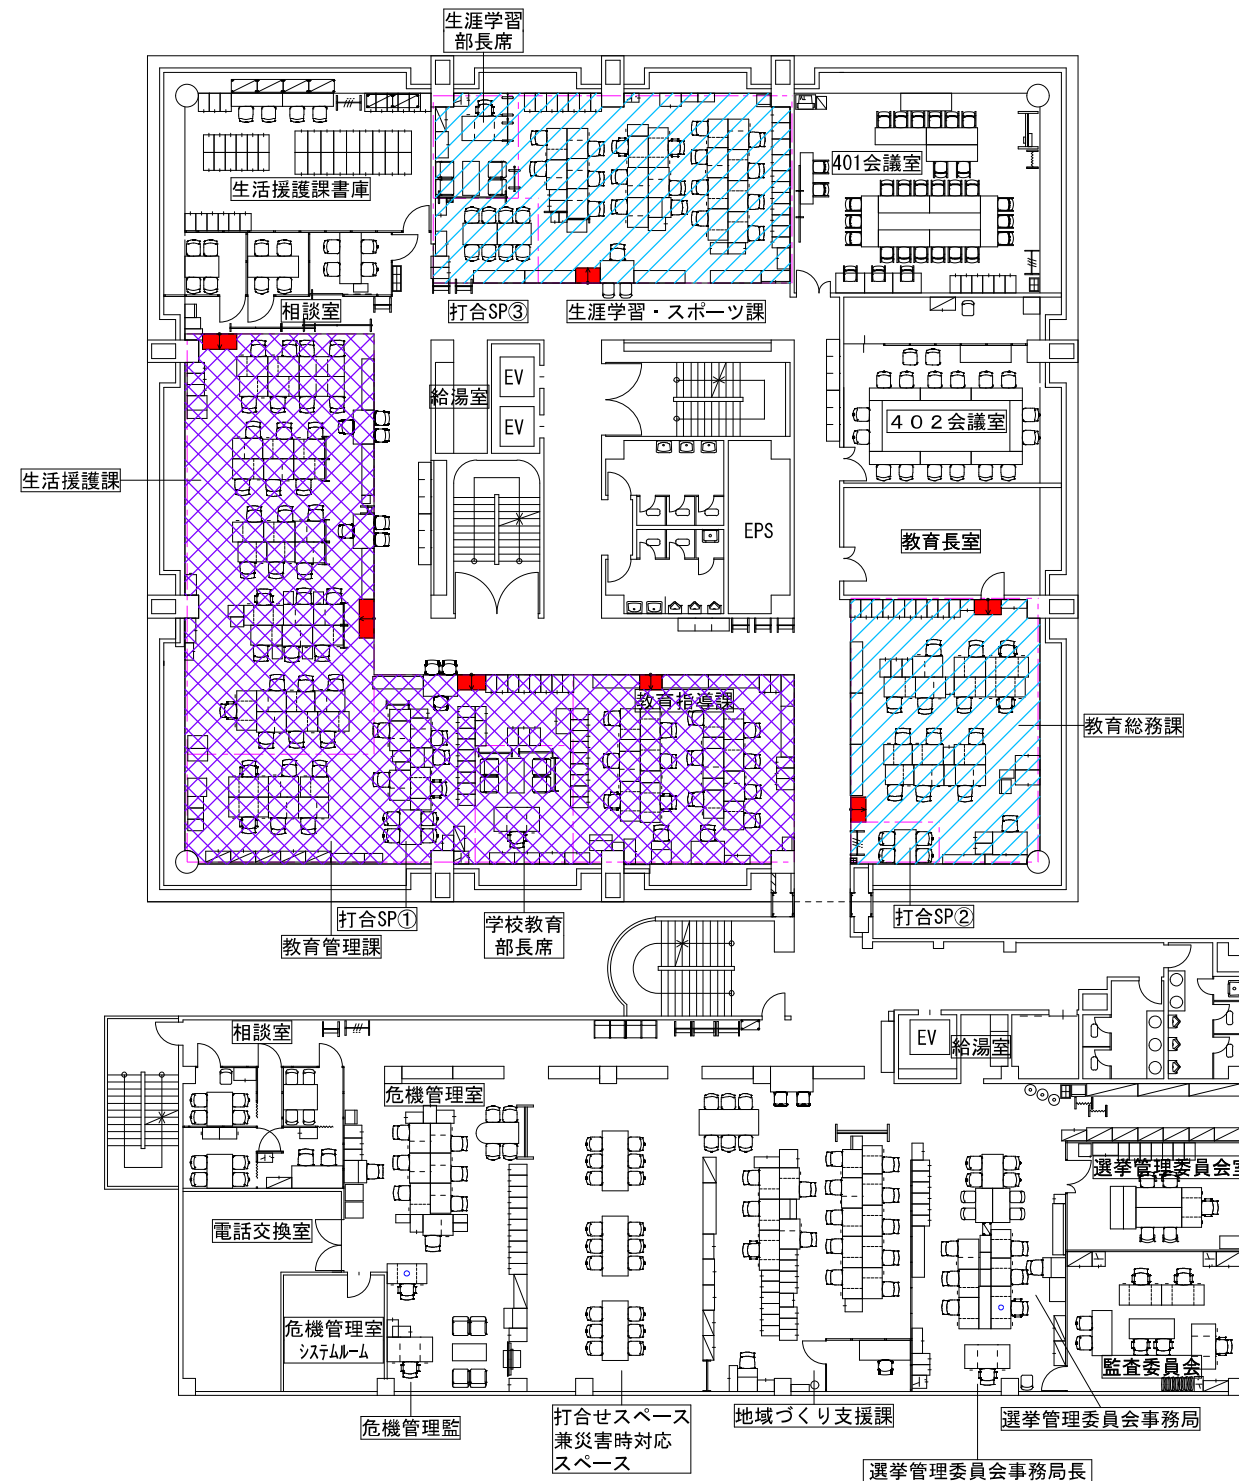 生涯学習
部長席
401会議室
生活援護課書庫
相談室
打合SP③
生涯学習・スポーツ課
給湯室
EV
EV
402会議室
生活援護課
EPS
教育長室
教育指導課
教育総務課
打合SP①
学校教育
部長席
打合SP②
教育管理課
相談室
EV
給湯室
危機管理室
選挙管理委員会室
電話交換室
危機管理室
システムルーム
監査委員会
危機管理監
打合せスペース
兼災害時対応
スペース
地域づくり支援課
選挙管理委員会事務局
選挙管理委員会事務局長